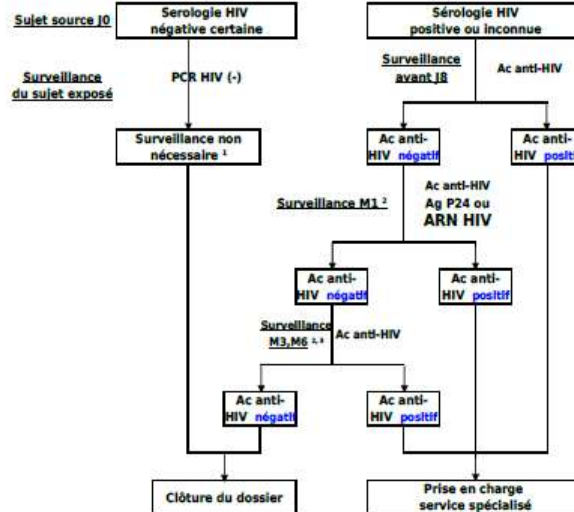 Sujet source J0
Serologie HIV
négative certaine
Sérologie HIV
positive ou inconnue
Surveillance
du sujet exposé
PCR HIV (-)
Surveillance
avant J8
Ac anti-HIV
Surveillance non
nécessaire ¹
Ac anti-
HIV négatif
Ac anti-
HIV positif
Surveillance M1 ²
Ac anti-HIV
Ag P24 ou
ARN HIV
Ac anti-
HIV négatif
Ac anti-
HIV positif
Surveillance
M3,M6 ²,³
Ac anti-HIV
Ac anti-
HIV négatif
Ac anti-
HIV positif
Clôture du dossier
Prise en charge
service spécialisé